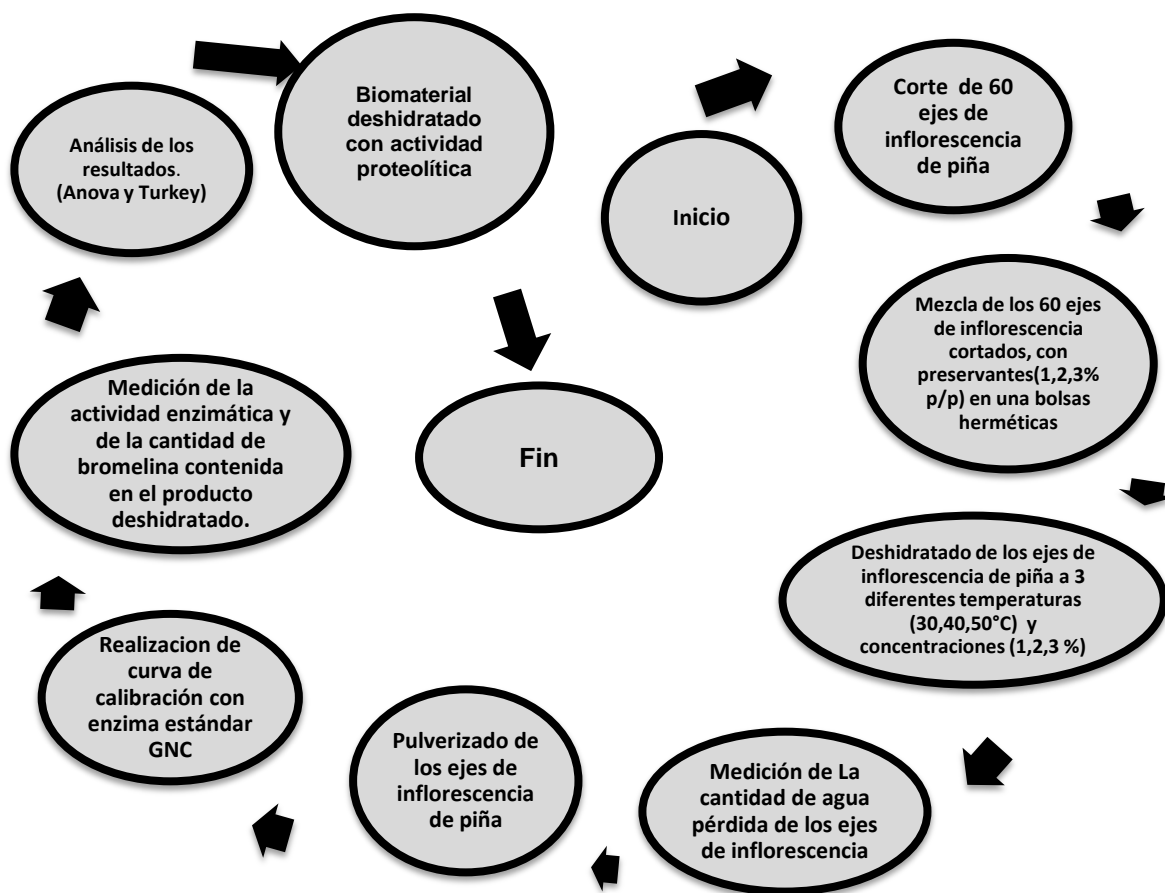 Inicio
Corte de 60
ejes de
inflorescencia
de piña
Mezcla de los 60 ejes
de inflorescencia
cortados, con
preservantes(1,2,3%
p/p) en una bolsas
herméticas
Deshidratado de los ejes de
inflorescencia de piña a 3
diferentes temperaturas
(30,40,50°C) y
concentraciones (1,2,3 %)
Medición de La
cantidad de agua
pérdida de los ejes
de inflorescencia
Pulverizado de
los ejes de
inflorescencia
de piña
Realizacion de
curva de
calibración con
enzima estándar
GNC
Medición de la
actividad enzimática y
de la cantidad de
bromelina contenida
en el producto
deshidratado.
Análisis de los
resultados.
(Anova y Turkey)
Biomaterial
deshidratado
con actividad
proteolítica
Fin